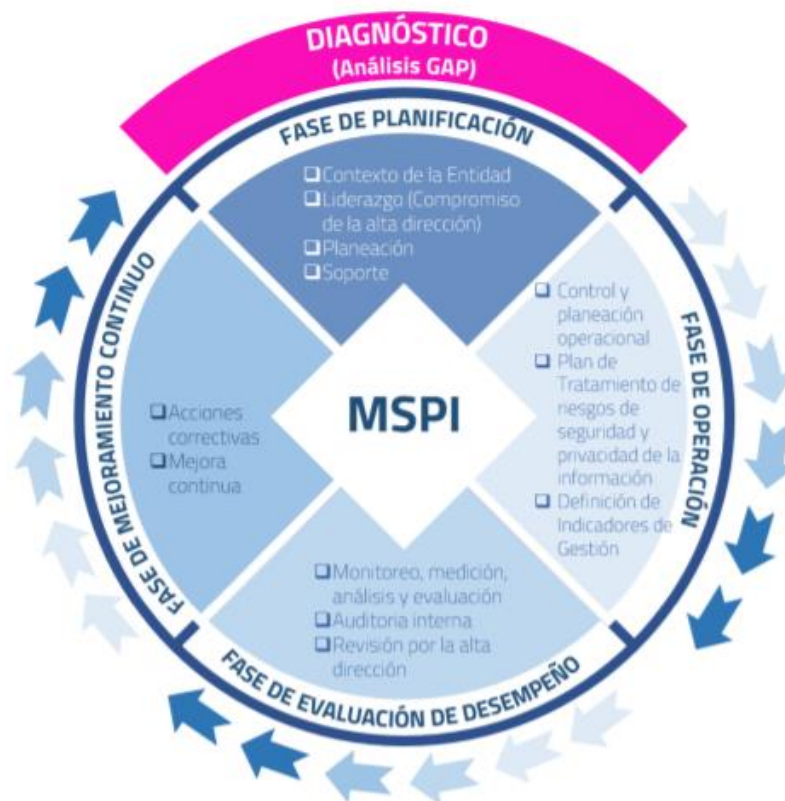 DIAGNÓSTICO
(Análisis GAP)
FASE DE PLANIFICACIÓN
❑Contexto de la Entidad
❑Liderazgo (Compromiso
de la alta dirección)
❑Planeación
❑Soporte
FASE DE OPERACIÓN
❑ Control y
planeación
operacional
❑ Plan de
Tratamiento de
riesgos de
seguridad y
privacidad de la
información
❑ Definición de
Indicadores de
Gestión
MSPI
FASE DE EVALUACIÓN DE DESEMPEÑO
❑Monitoreo, medición,
análisis y evaluación
❑Auditoria interna
❑Revisión por la alta
dirección
FASE DE MEJORAMIENTO CONTINUO
❑Acciones
correctivas
❑Mejora
continua